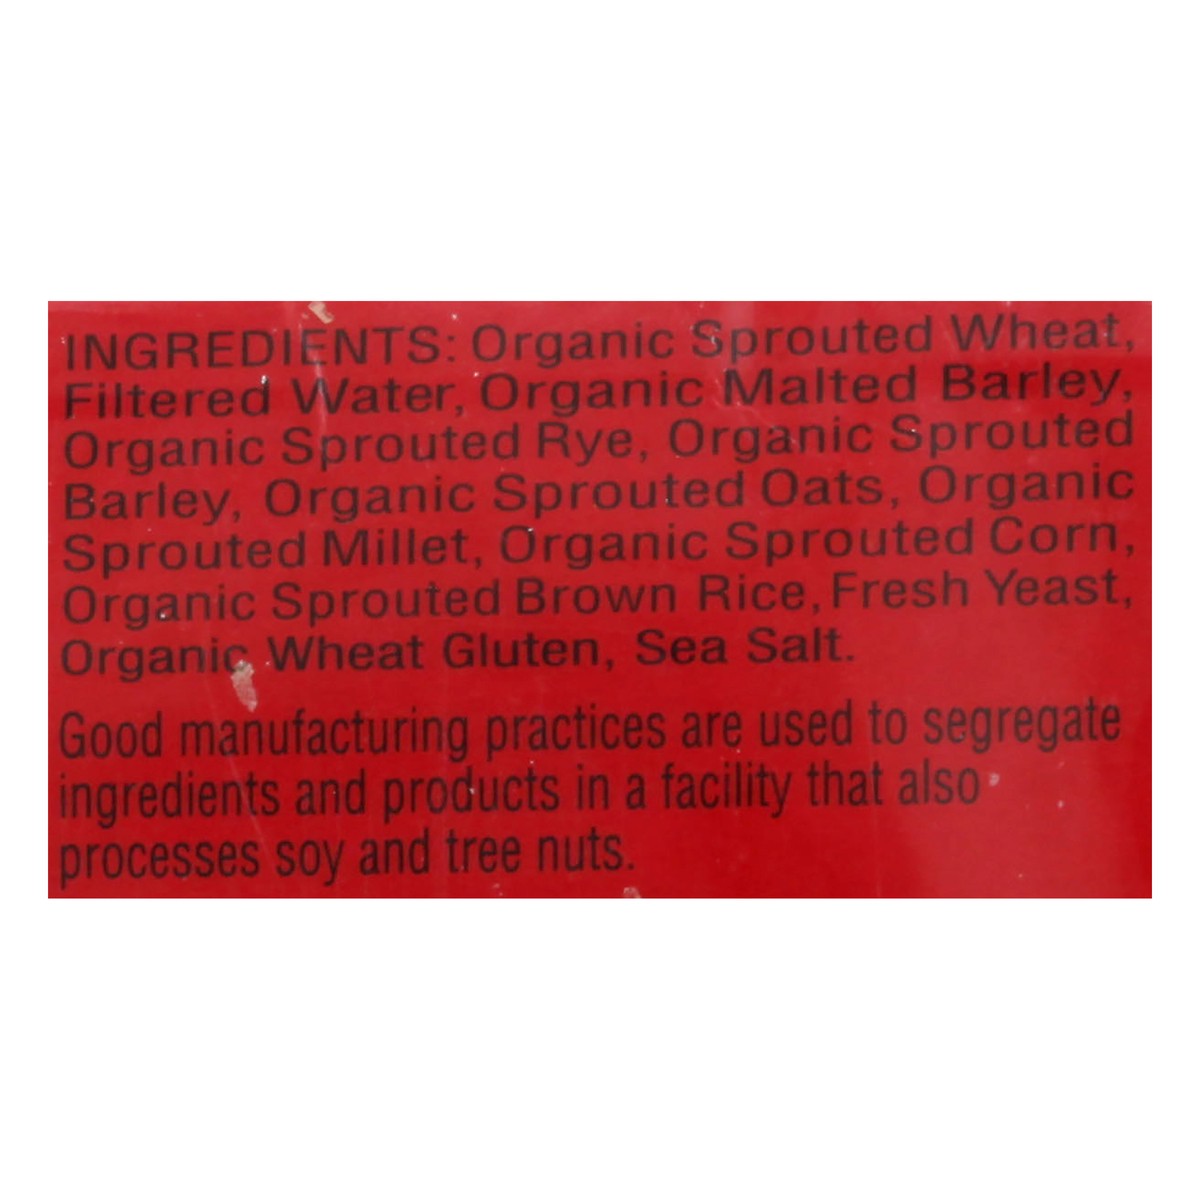 INGREDIENTS: Organic Sprouted Wheat,
Filtered Water, Organic Malted Barley,
Organic Sprouted Rye, Organic Sprouted
Barley, Organic Sprouted Oats, Organic
Sprouted Millet, Organic Sprouted Corn,
Organic Sprouted Brown Rice, Fresh Yeast,
Organic Wheat Gluten, Sea Salt.
Good manufacturing practices are used to segregate
ingredients and products in a facility that also
processes soy and tree nuts.